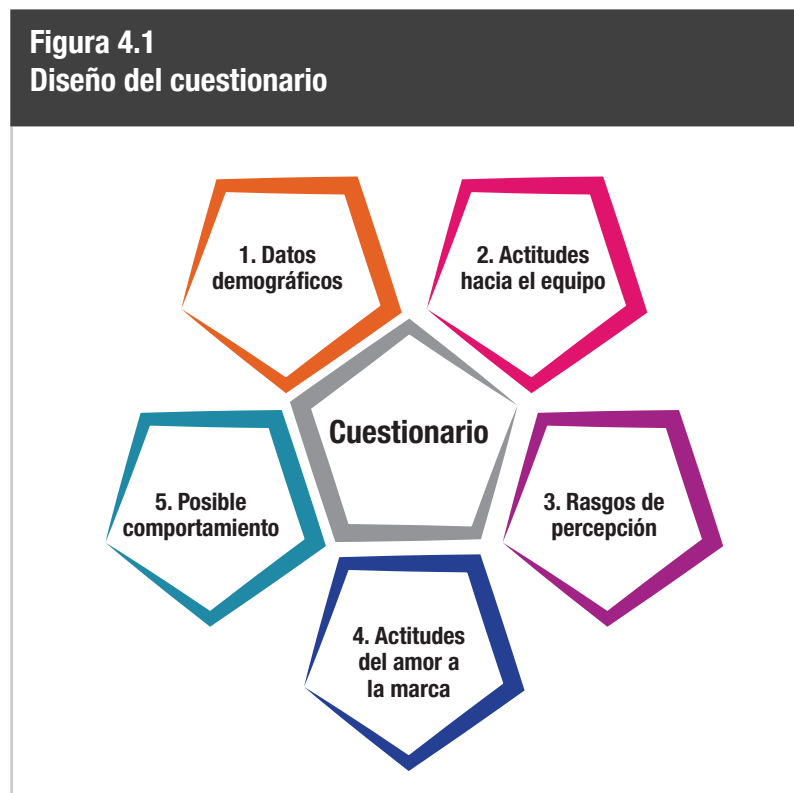 Figura 4.1
Diseño del cuestionario
1. Datos
demográficos
2. Actitudes
hacia el equipo
Cuestionario
3. Rasgos de
percepción
4. Actitudes
del amor a
la marca
5. Posible
comportamiento